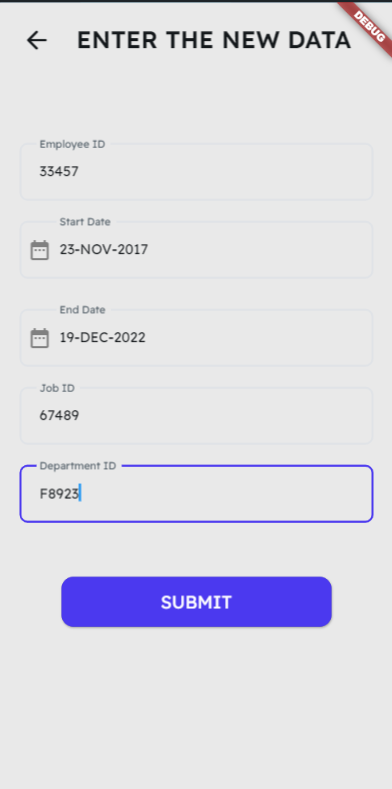 ENTER THE NEW DATA
DEBUG
Employee ID
33457
Start Date
23-NOV-2017
End Date
19-DEC-2022
Job ID
67489
Department ID
F8923
SUBMIT